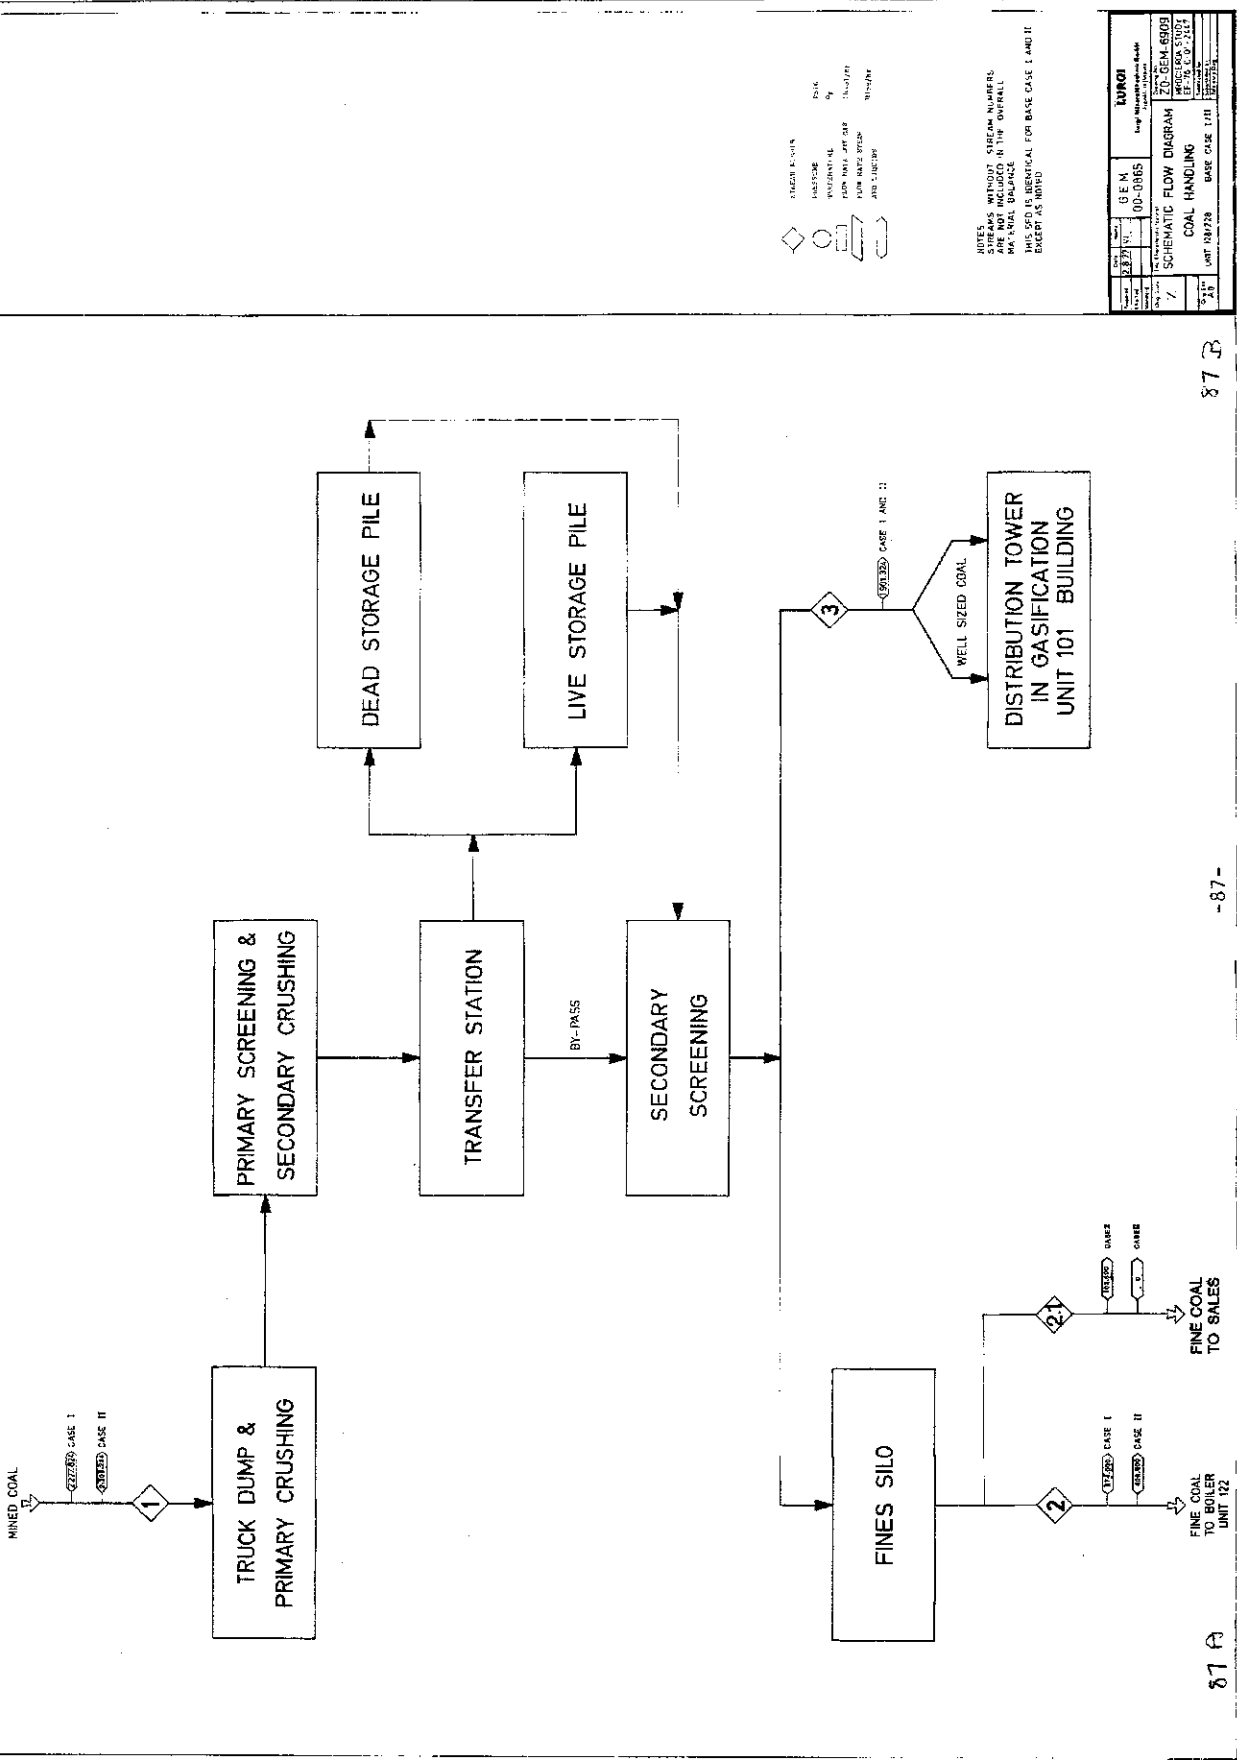 MINED COAL
CASE I
CASE II
1
TRUCK DUMP &
PRIMARY CRUSHING
PRIMARY SCREENING &
SECONDARY CRUSHING
TRANSFER STATION
BY-PASS
DEAD STORAGE PILE
LIVE STORAGE PILE
SECONDARY
SCREENING
3
CASE I AND II
WELL SIZED COAL
DISTRIBUTION TOWER
IN GASIFICATION
UNIT 101 BUILDING
FINES SILO
2
CASE I
CASE II
FINE COAL
TO BOILER
UNIT 122
2.1
FINE COAL
TO SALES
NOTES
STREAMS WITHOUT STREAM NUMBERS
ARE NOT INCLUDED IN THE OVERALL
MATERIAL BALANCE
THIS SFD IS IDENTICAL FOR BASE CASE I AND II
EXCEPT AS NOTED
G E M
00-0865
LURGI
SCHEMATIC FLOW DIAGRAM
COAL HANDLING
BASE CASE I/II
ZO-GEM-6909
87 A
-87-
87 B